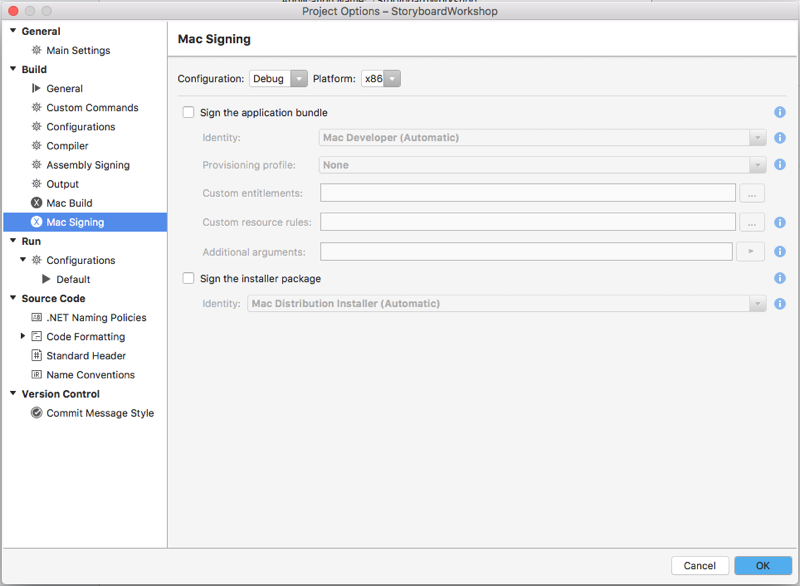 Project Options – StoryboardWorkshop
General
Main Settings
Build
General
Custom Commands
Configurations
Compiler
Assembly Signing
Output
Mac Build
Mac Signing
Run
Configurations
Default
Source Code
.NET Naming Policies
Code Formatting
Standard Header
Name Conventions
Version Control
Commit Message Style
Mac Signing
Configuration: Debug Platform: x86
Sign the application bundle
Identity: Mac Developer (Automatic)
Provisioning profile: None
Custom entitlements: ...
Custom resource rules: ...
Additional arguments:
Sign the installer package
Identity: Mac Distribution Installer (Automatic)
Cancel OK